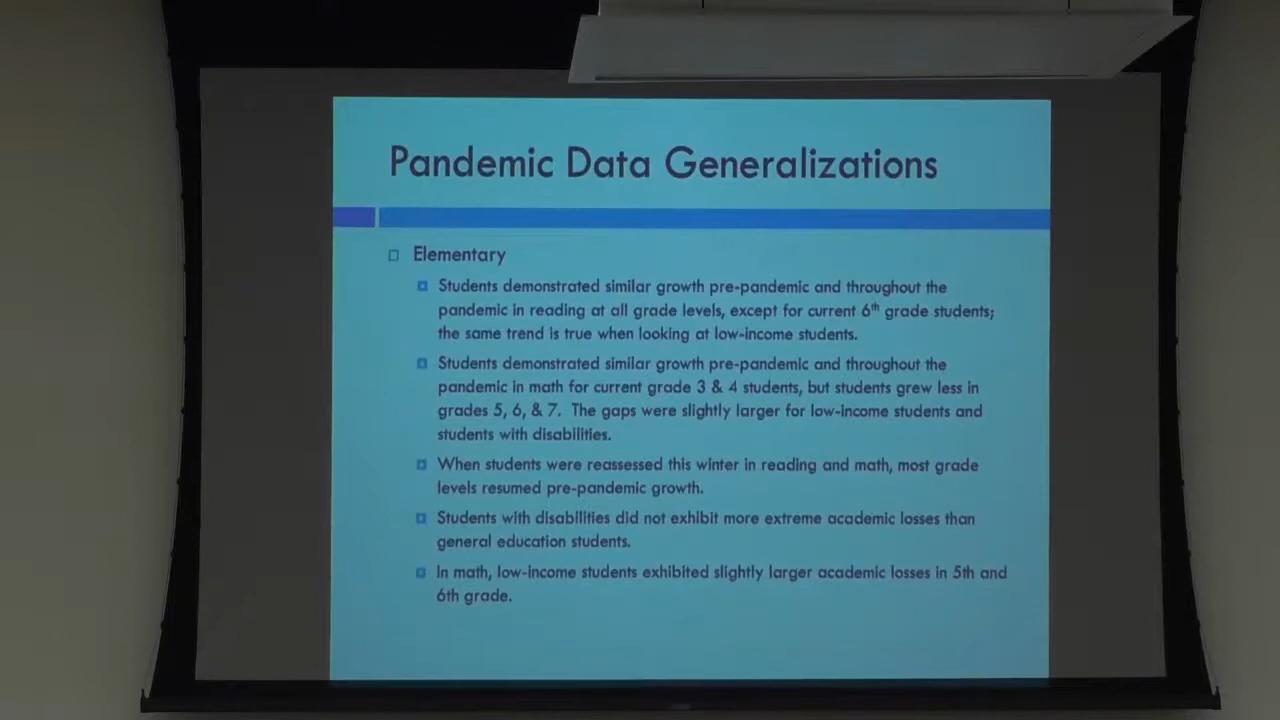 Pandemic Data Generalizations
Elementary
Students demonstrated similar growth pre-pandemic and throughout the
pandemic in reading at all grade levels, except for current 6th grade students;
the same trend is true when looking at low-income students.
Students demonstrated similar growth pre-pandemic and throughout the
pandemic in math for current grade 3 & 4 students, but students grew less in
grades 5, 6, & 7. The gaps were slightly larger for low-income students and
students with disabilities.
When students were reassessed this winter in reading and math, most grade
levels resumed pre-pandemic growth.
Students with disabilities did not exhibit more extreme academic losses than
general education students.
In math, low-income students exhibited slightly larger academic losses in 5th and
6th grade.